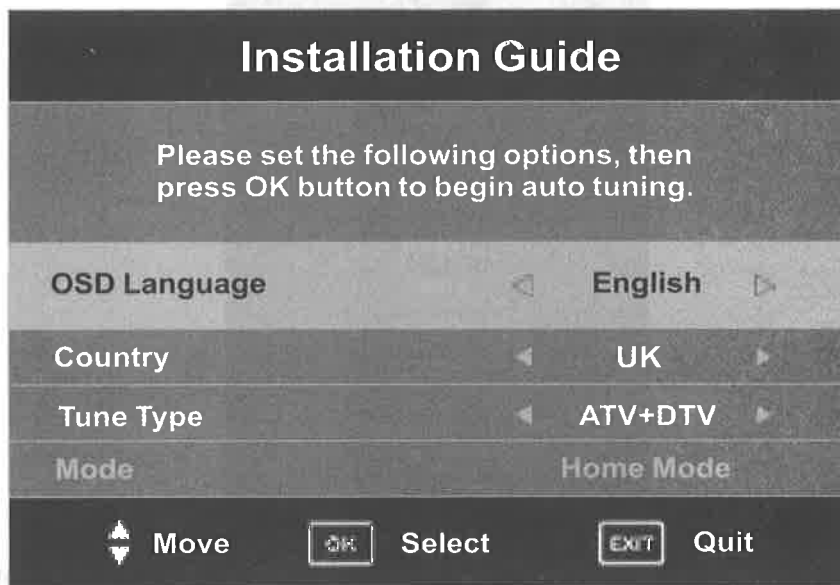 Installation Guide
Please set the following options, then
press OK button to begin auto tuning.
OSD Language English
Country UK
Tune Type ATV+DTV
Mode Home Mode
Move OK Select EXIT Quit